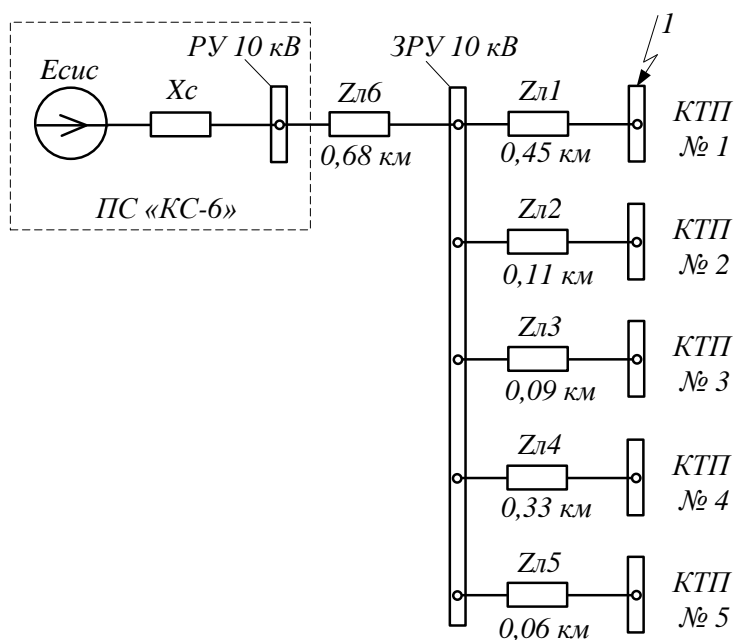 1
РУ 10 кВ
ЗРУ 10 кВ
Есис
Хс
Zл6
Zл1
КТП
№ 1
0,68 км
0,45 км
ПС «КС-6»
Zл2
КТП
№ 2
0,11 км
Zл3
КТП
№ 3
0,09 км
Zл4
КТП
№ 4
0,33 км
Zл5
КТП
№ 5
0,06 км